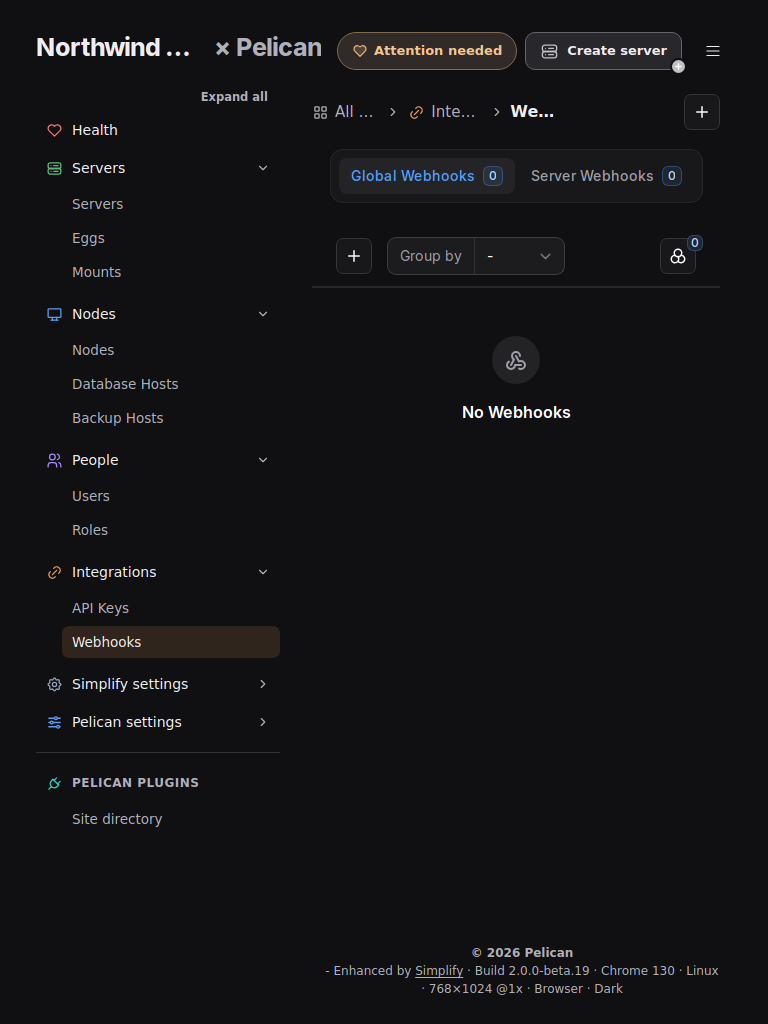 Northwind ... × Pelican
Attention needed
Create server
Expand all
Health
Servers
Servers
Eggs
Mounts
Nodes
Nodes
Database Hosts
Backup Hosts
People
Users
Roles
Integrations
API Keys
Webhooks
Simplify settings
Pelican settings
PELICAN PLUGINS
Site directory
All ... › Inte... › We...
Global Webhooks 0 Server Webhooks 0
Group by - 0
No Webhooks
© 2026 Pelican
- Enhanced by Simplify · Build 2.0.0-beta.19 · Chrome 130 · Linux
· 768×1024 @1x · Browser · Dark